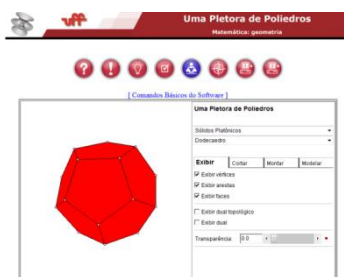 uff
Uma Pletora de Poliedros
Matemática: geometria
[ Comandos Básicos do Software ]
Uma Pletora de Poliedros
Sólidos Platônicos
Dodecaedro
Exibir Cortar Montar Modelar
Exibir vértices
Exibir arestas
Exibir faces
Exibir dual topológico
Exibir dual
Transparência: 0.0